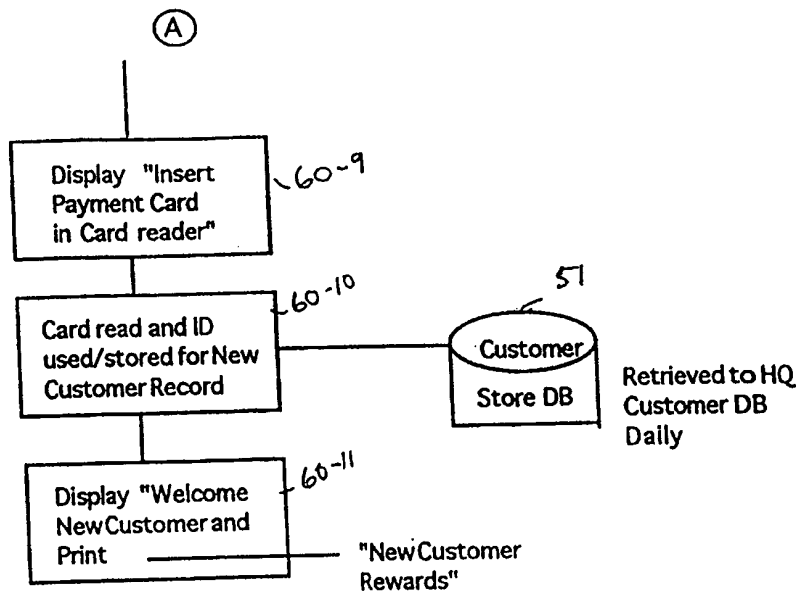 A
Display "Insert
Payment Card
in Card reader"
60-9
Card read and ID
used/stored for New
Customer Record
60-10
51
Customer
Store DB
Retrieved to HQ
Customer DB
Daily
Display "Welcome
New Customer and
Print
60-11
"New Customer
Rewards"